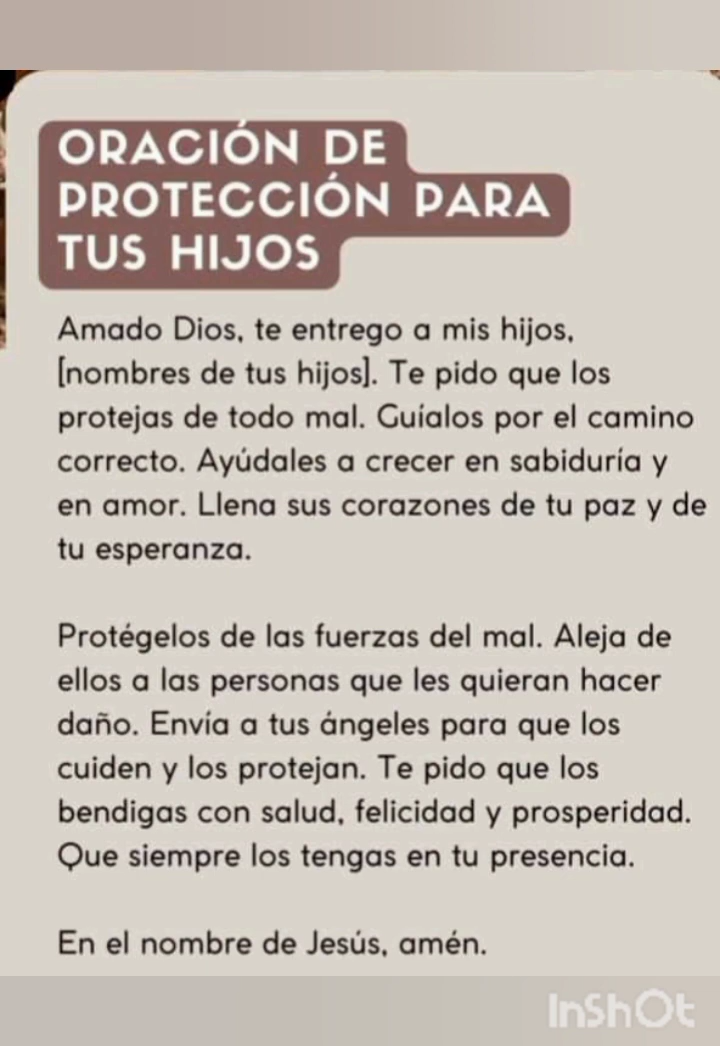 ORACIÓN DE
PROTECCIÓN PARA
TUS HIJOS
Amado Dios, te entrego a mis hijos,
[nombres de tus hijos]. Te pido que los
protejas de todo mal. Guíalos por el camino
correcto. Ayúdales a crecer en sabiduría y
en amor. Llena sus corazones de tu paz y de
tu esperanza.
Protégelos de las fuerzas del mal. Aleja de
ellos a las personas que les quieran hacer
daño. Envía a tus ángeles para que los
cuiden y los protejan. Te pido que los
bendigas con salud, felicidad y prosperidad.
Que siempre los tengas en tu presencia.
En el nombre de Jesús, amén.
InShOt